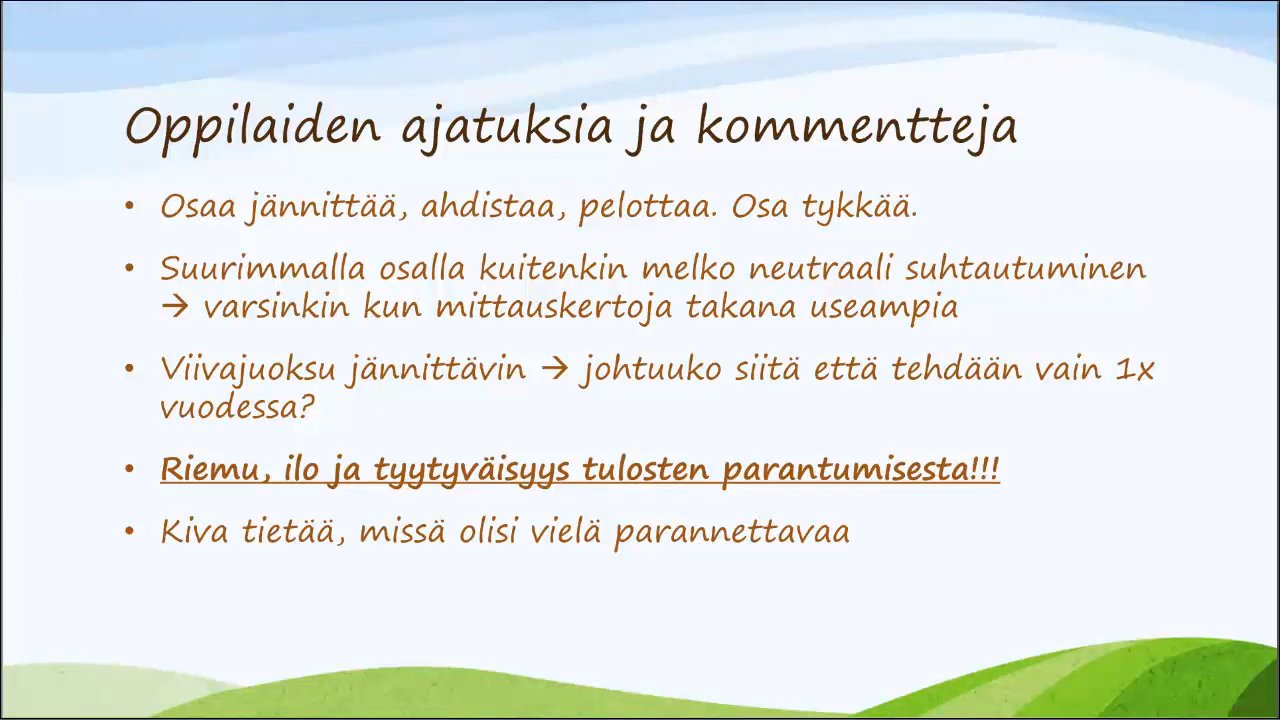 Oppilaiden ajatuksia ja kommentteja
• Osaa jännittää, ahdistaa, pelottaa. Osa tykkää.
• Suurimmalla osalla kuitenkin melko neutraali suhtautuminen
→ varsinkin kun mittauskertoja takana useampia
• Viivajuoksu jännittävin → johtuuko siitä että tehdään vain 1x
vuodessa?
• Riemu, ilo ja tyytyväisyys tulosten parantumisesta!!!
• Kiva tietää, missä olisi vielä parannettavaa